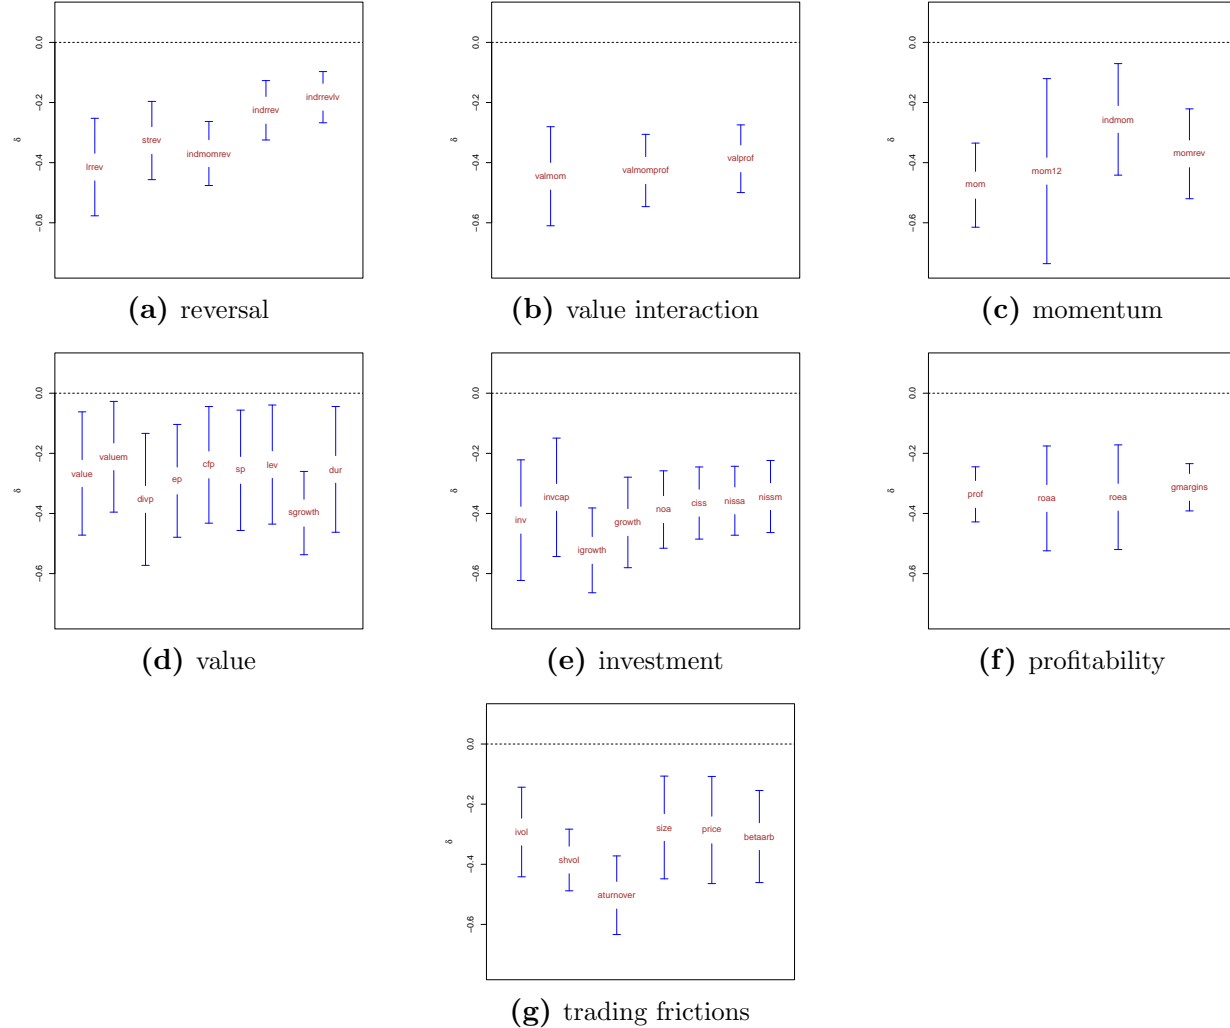 0.0
−0.2
−0.4
−0.6
δ
lrrev
strev
indmomrev
indrrev
indrrevlv
(a) reversal
0.0
−0.2
−0.4
−0.6
δ
valmom
valmomprof
valprof
(b) value interaction
0.0
−0.2
−0.4
−0.6
δ
mom
mom12
indmom
momrev
(c) momentum
0.0
−0.2
−0.4
−0.6
δ
value
valuem
divp
ep
cfp
sp
lev
sgrowth
dur
(d) value
0.0
−0.2
−0.4
−0.6
δ
inv
invcap
igrowth
growth
noa
ciss
nissa
nissm
(e) investment
0.0
−0.2
−0.4
−0.6
δ
prof
roaa
roea
gmargins
(f) profitability
0.0
−0.2
−0.4
−0.6
δ
ivol
shvol
aturnover
size
price
betaarb
(g) trading frictions